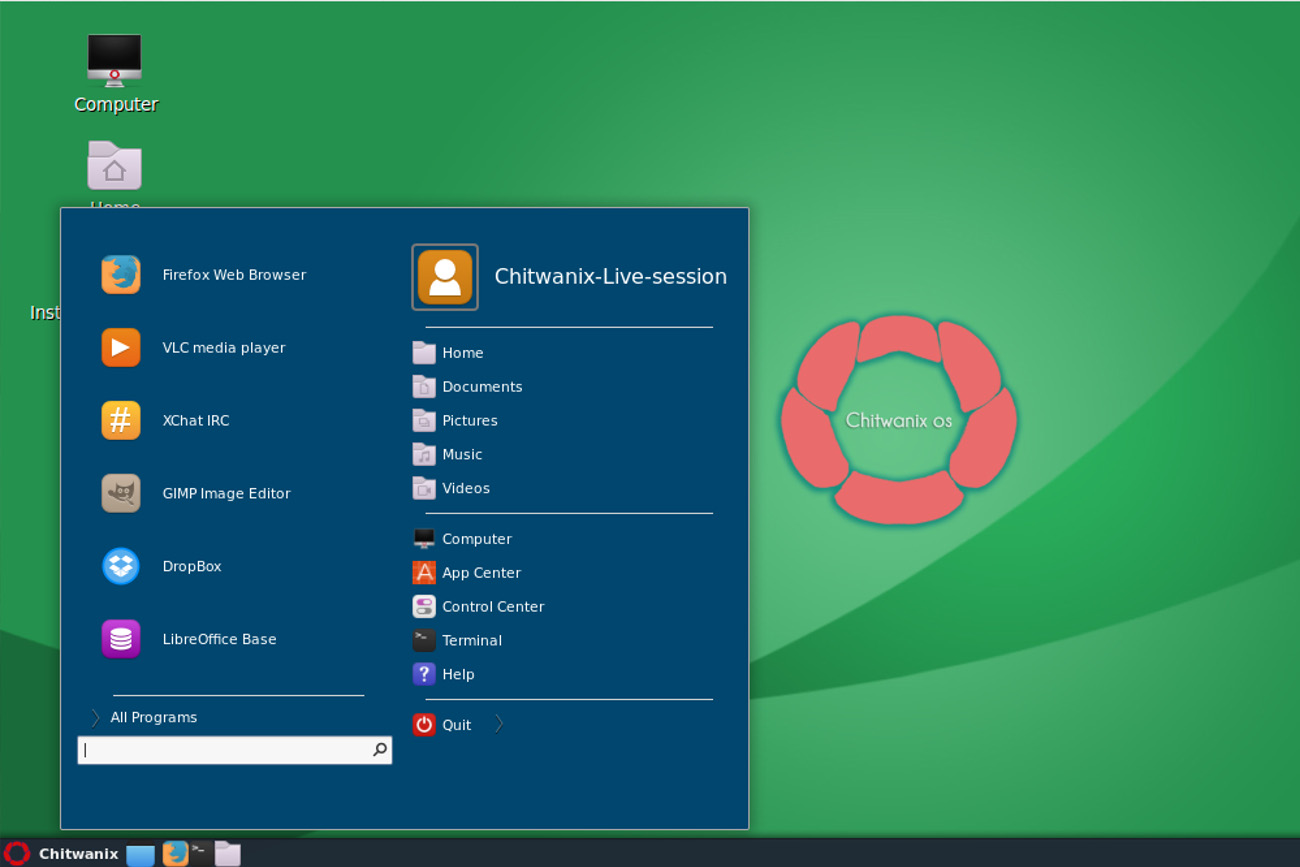 Computer
Home
Inst
Firefox Web Browser
VLC media player
XChat IRC
GIMP Image Editor
DropBox
LibreOffice Base
All Programs
Chitwanix-Live-session
Home
Documents
Pictures
Music
Videos
Computer
App Center
Control Center
Terminal
Help
Quit
Chitwanix os
Chitwanix